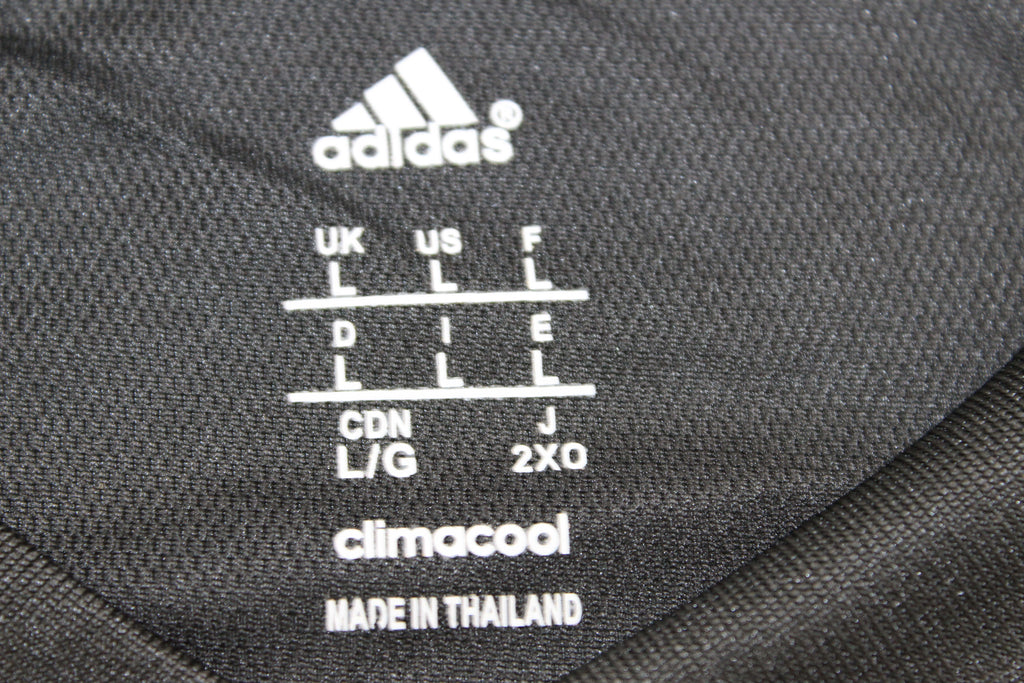 adidas®
UK US F
L L L
D I E
L L L
CDN J
L/G 2XO
climacool
MADE IN THAILAND